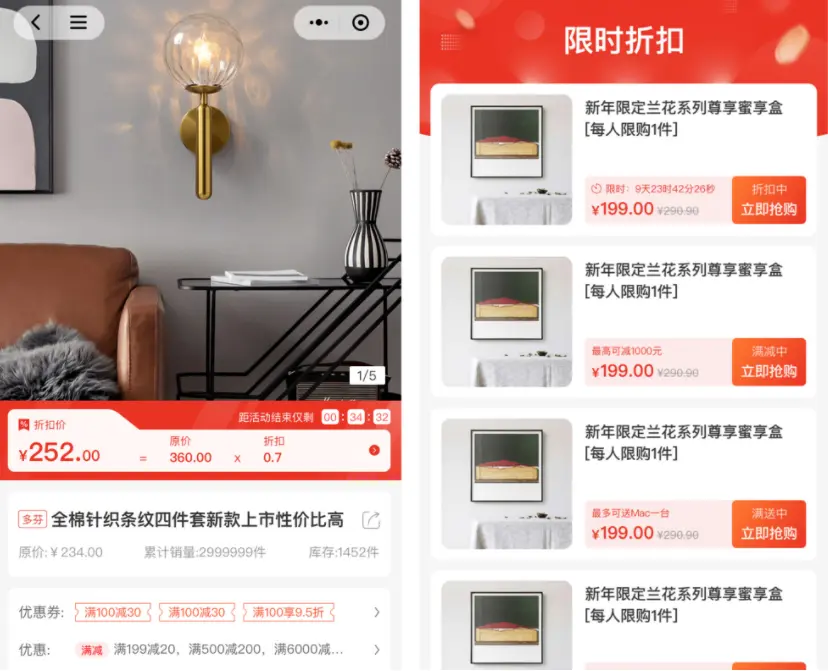 1/5
折扣价
距活动结束仅剩 00 : 34 : 32
¥252.00 = 原价 360.00 x 折扣 0.7
多芬 全棉针织条纹四件套新款上市性价比高
原价: ¥ 234.00 累计销量:2999999件 库存:1452件
优惠券: 满100减30 满100减30 满100享9.5折
优惠: 满减 满199减20，满500减200，满6000减...
限时折扣
新年限定兰花系列尊享蜜享盒
[每人限购1件]
限时：9天23时42分26秒
¥199.00 ¥290.90
折扣中
立即抢购
新年限定兰花系列尊享蜜享盒
[每人限购1件]
最高可减1000元
¥199.00 ¥290.90
满减中
立即抢购
新年限定兰花系列尊享蜜享盒
[每人限购1件]
最多可送Mac一台
¥199.00 ¥290.90
满送中
立即抢购
新年限定兰花系列尊享蜜享盒
[每人限购1件]